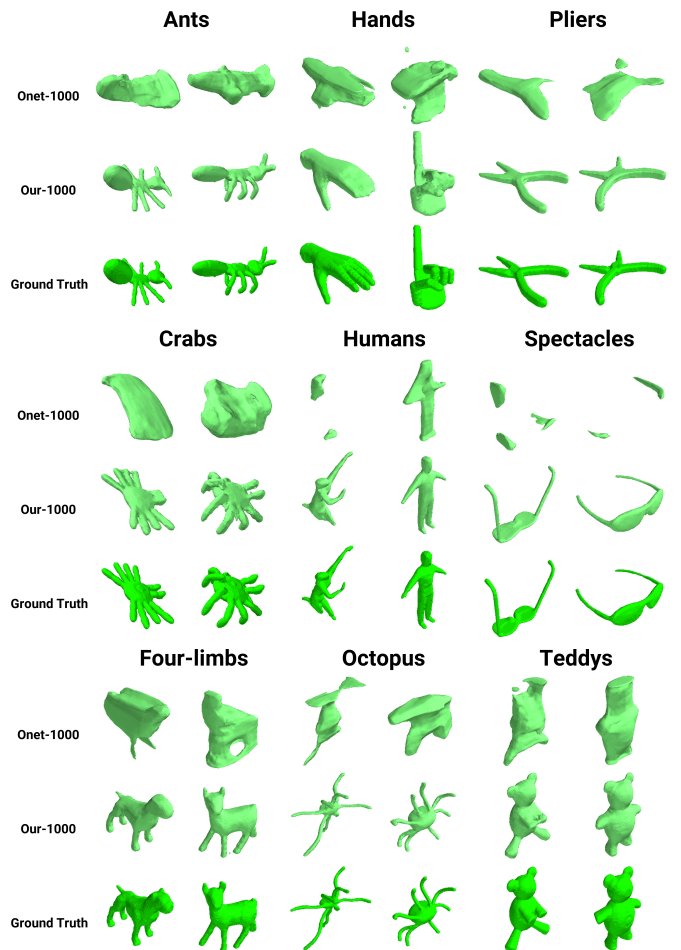 Ants Hands Pliers
Onet-1000
Our-1000
Ground Truth
Crabs Humans Spectacles
Onet-1000
Our-1000
Ground Truth
Four-limbs Octopus Teddys
Onet-1000
Our-1000
Ground Truth